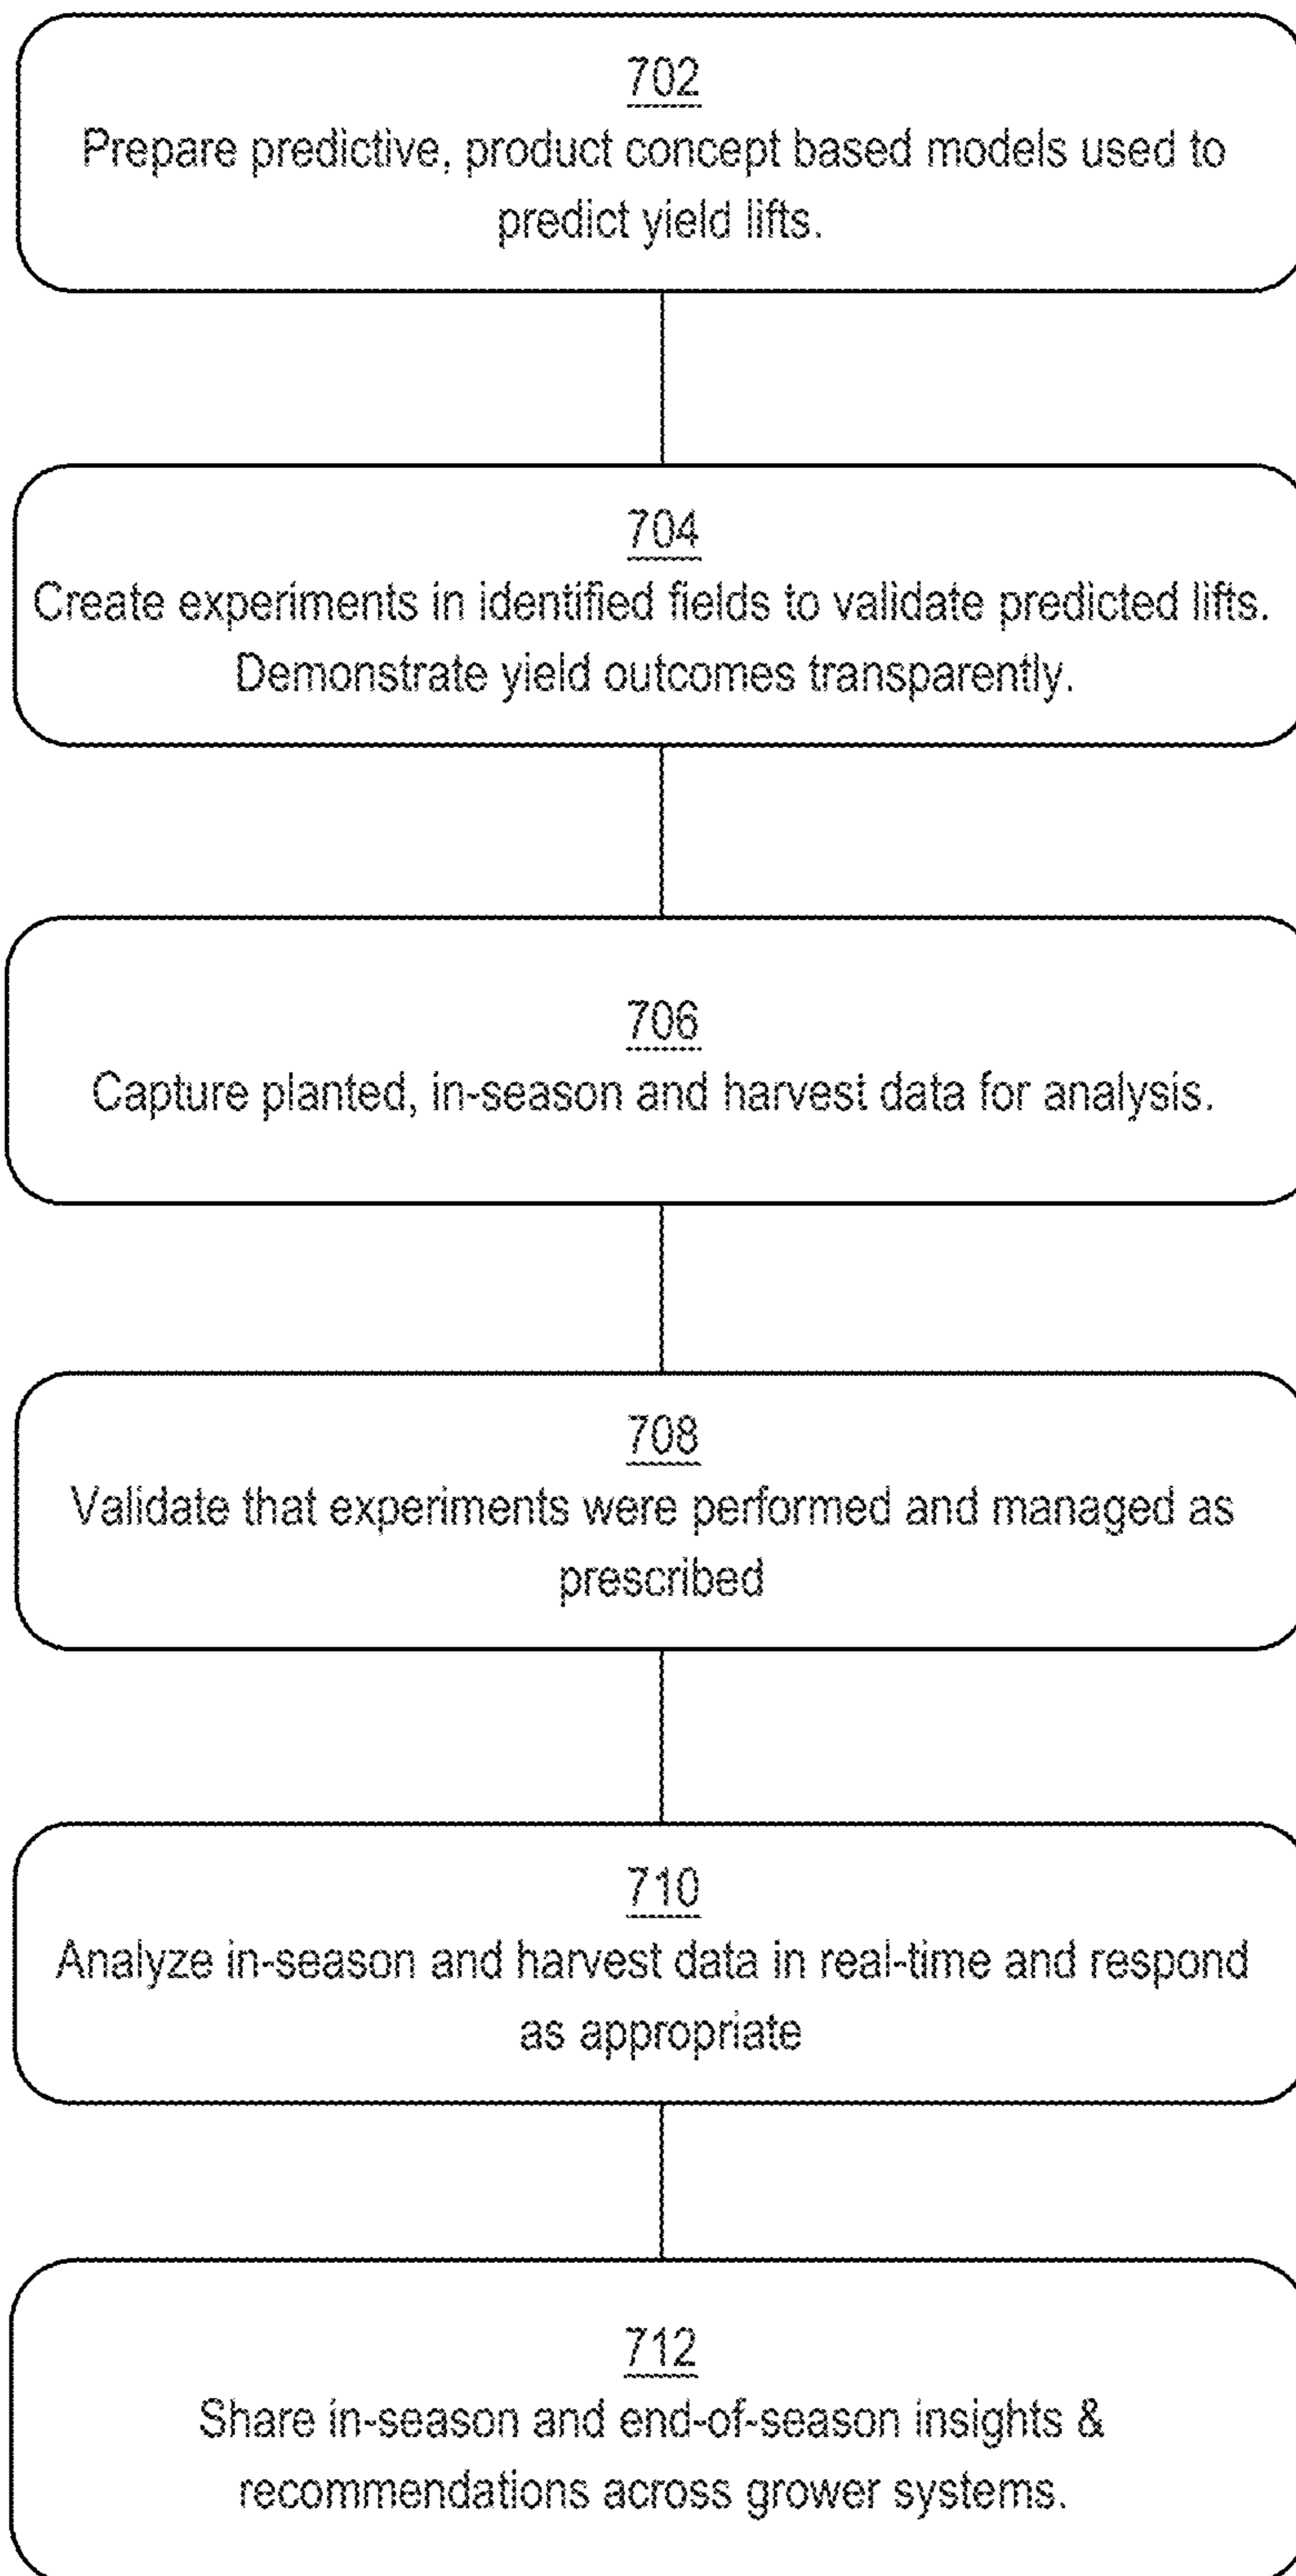 702
Prepare predictive, product concept based models used to
predict yield lifts.
704
Create experiments in identified fields to validate predicted lifts.
Demonstrate yield outcomes transparently.
706
Capture planted, in-season and harvest data for analysis.
708
Validate that experiments were performed and managed as
prescribed
710
Analyze in-season and harvest data in real-time and respond
as appropriate
712
Share in-season and end-of-season insights &
recommendations across grower systems.